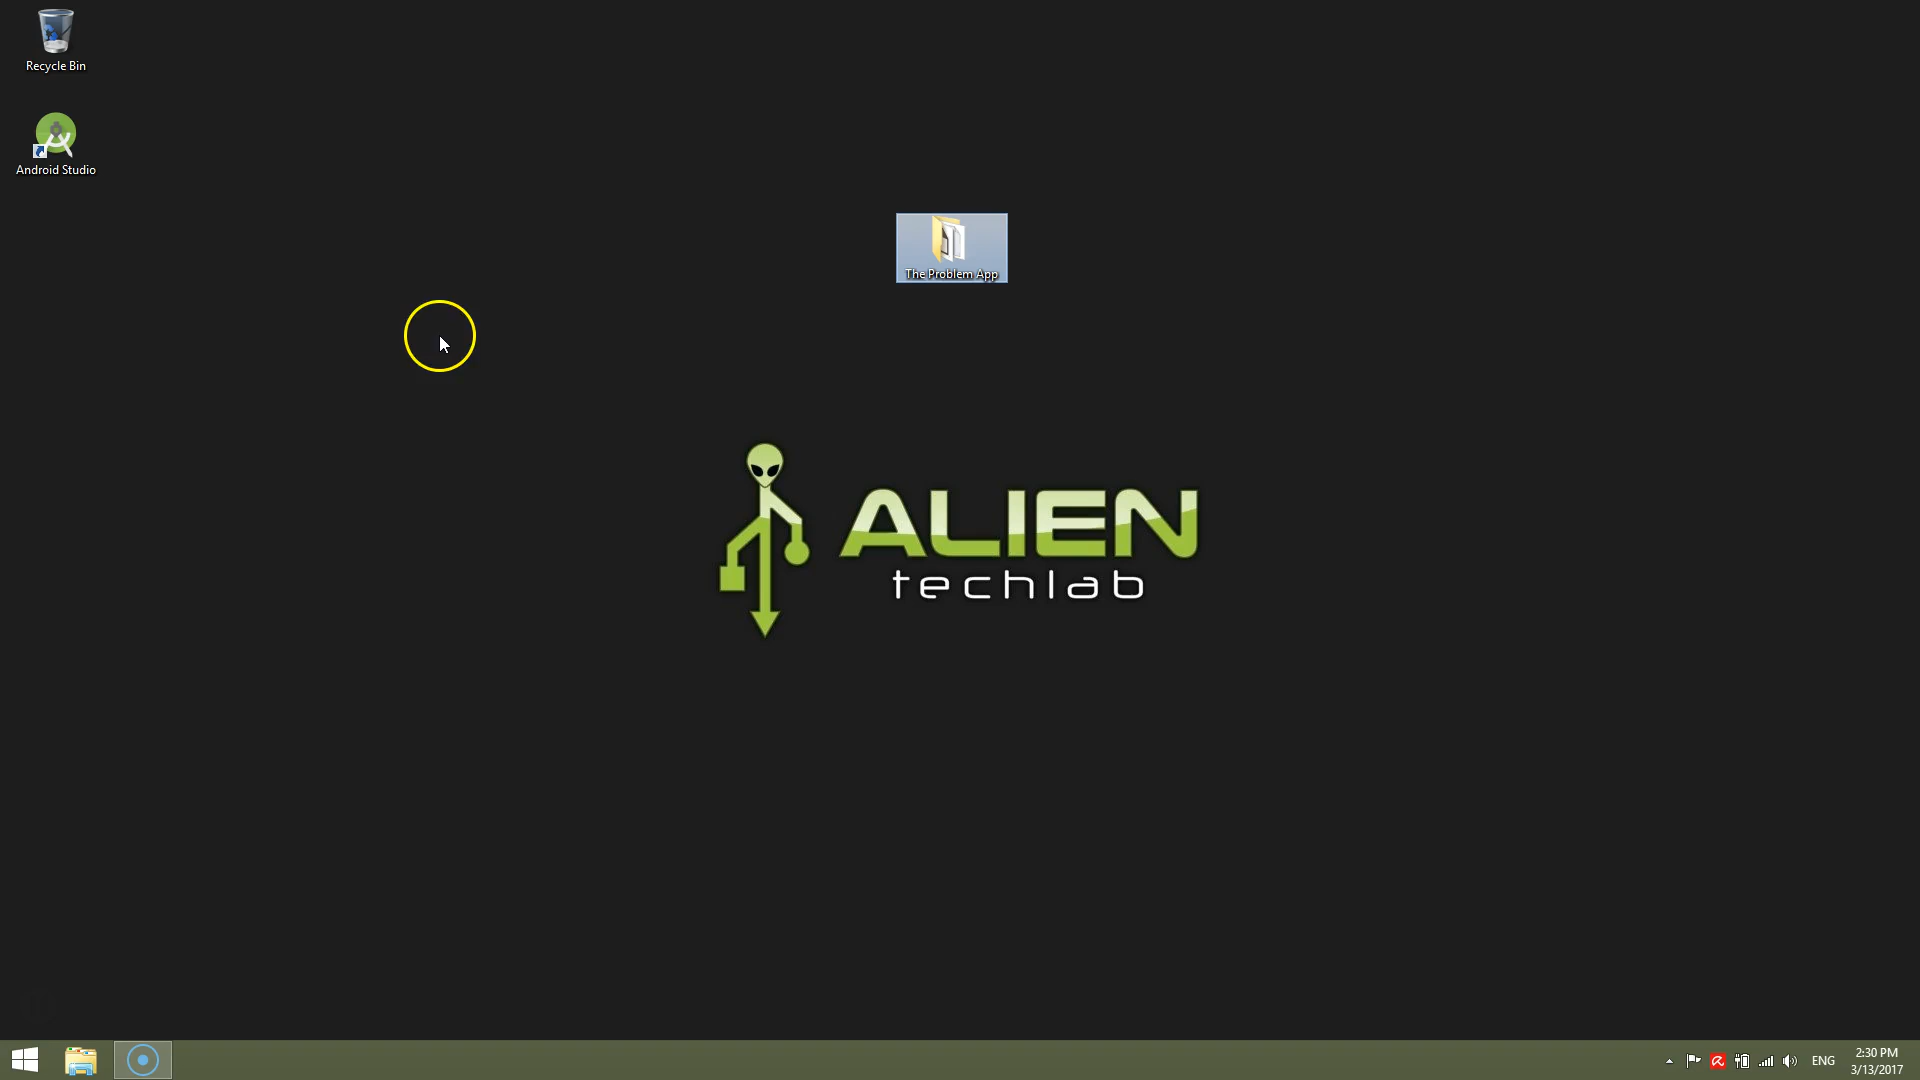 Recycle Bin
Android Studio
The Problem App
ALIEN
techlab
ENG
2:30 PM
3/13/2017